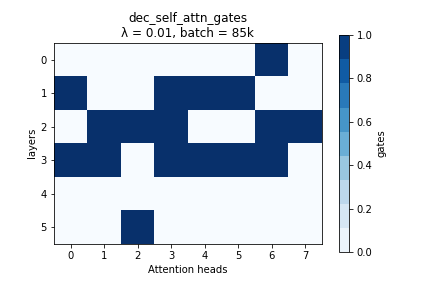 dec_self_attn_gates
λ = 0.01, batch = 85k
layers
0
1
2
3
4
5
0 1 2 3 4 5 6 7
Attention heads
1.0
0.8
0.6
0.4
0.2
0.0
gates